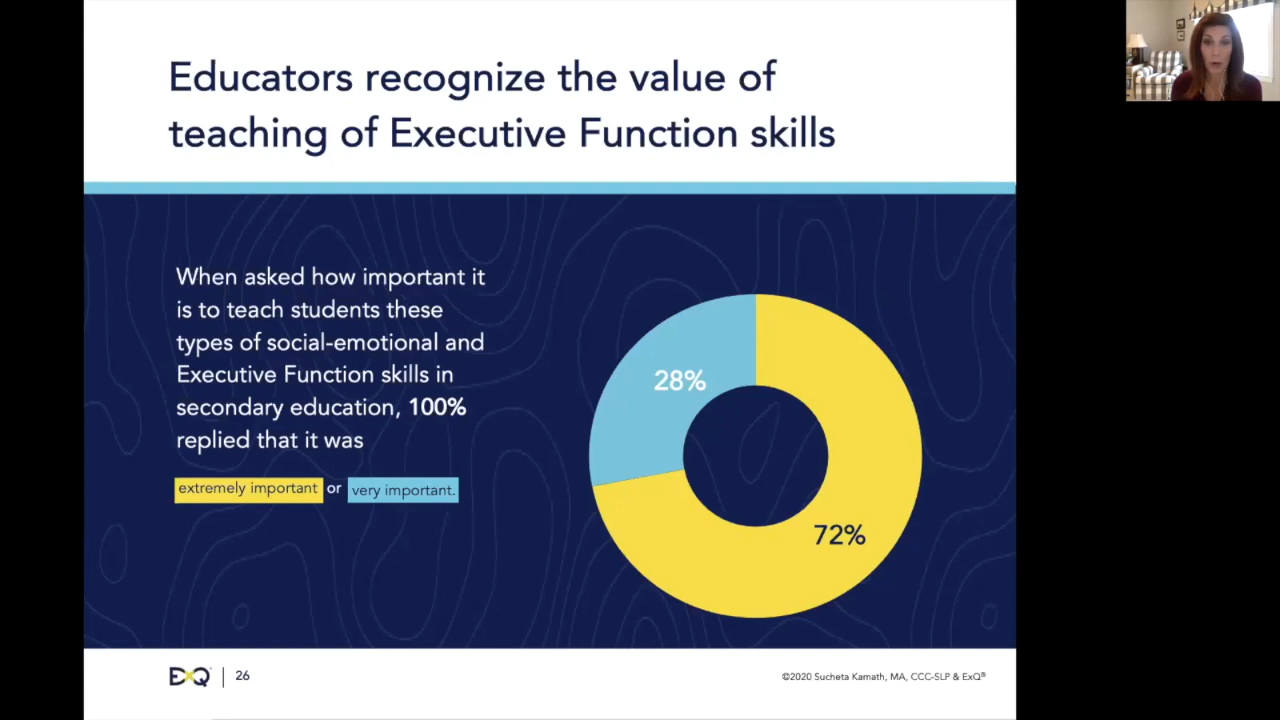 Educators recognize the value of
teaching of Executive Function skills
When asked how important it
is to teach students these
types of social-emotional and
Executive Function skills in
secondary education, 100%
replied that it was
extremely important or very important.
28%
72%
ExQ® | 26
©2020 Sucheta Kamath, MA, CCC-SLP & ExQ®